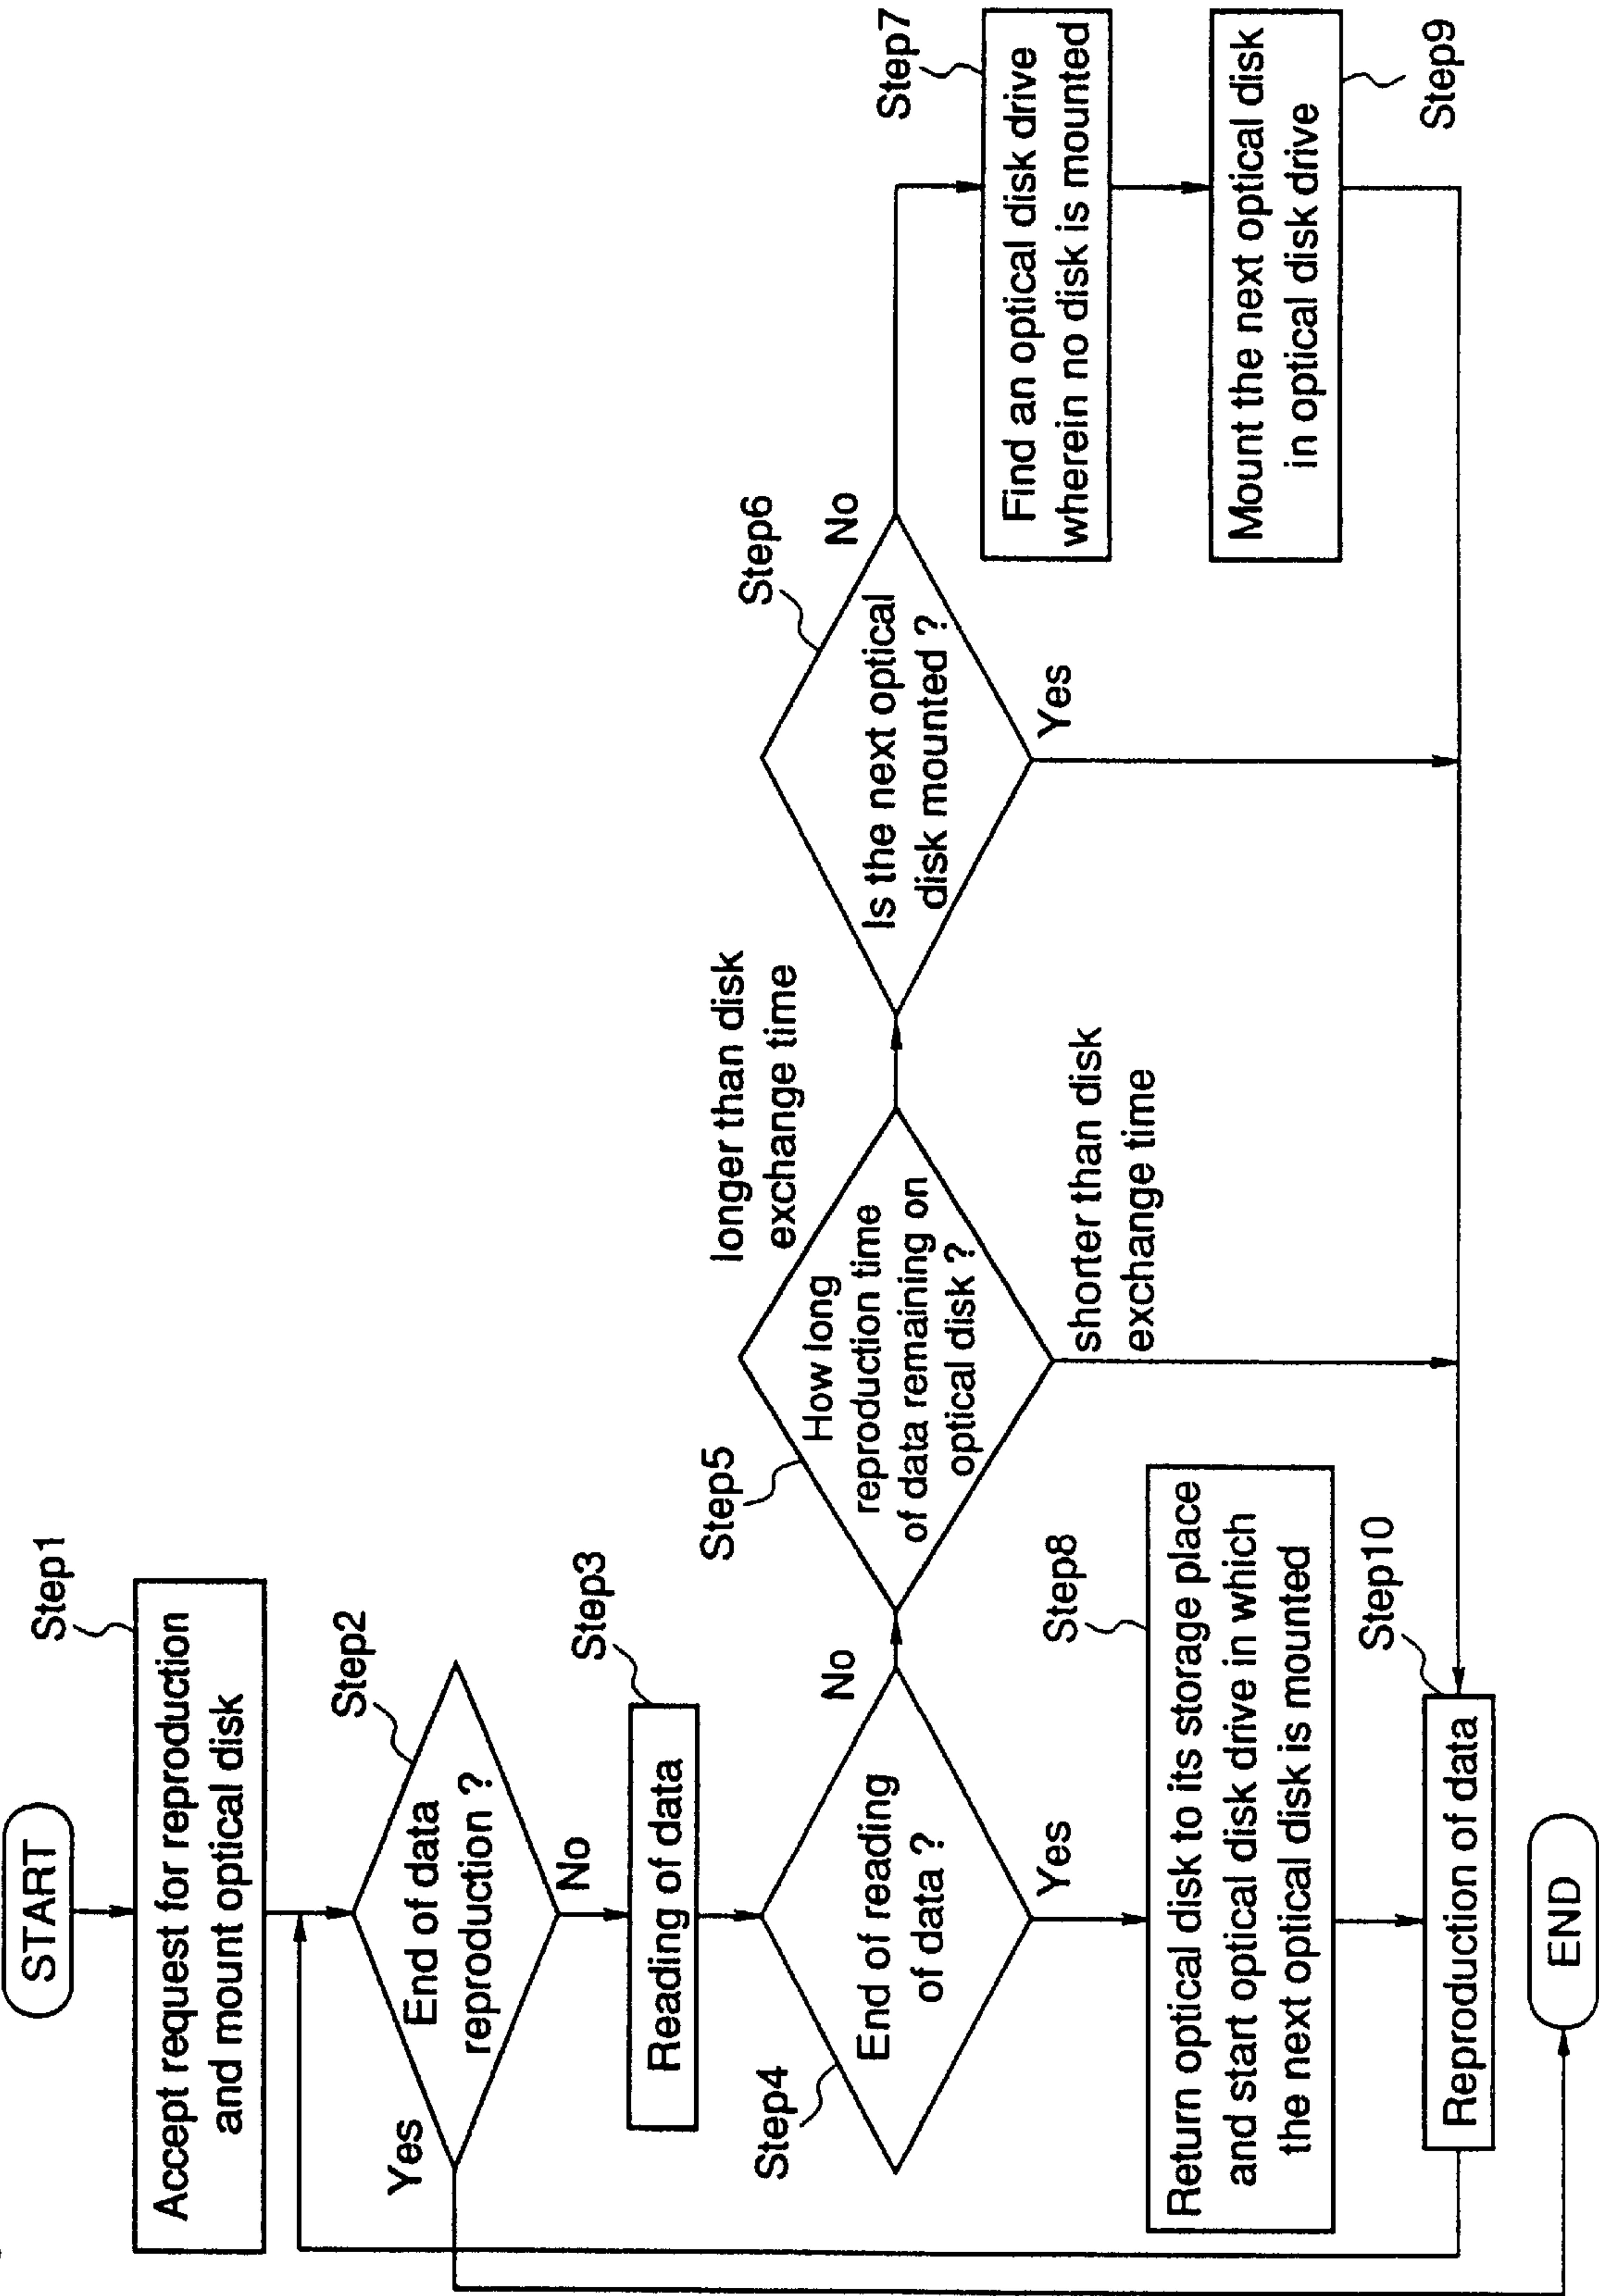 START
Step1
Accept request for reproduction
and mount optical disk
Step2
End of data
reproduction ?
Yes
No
Step3
Reading of data
Step4
End of reading
of data ?
No
Yes
Step5
How long
reproduction time
of data remaining on
optical disk ?
longer than disk
exchange time
shorter than disk
exchange time
Step6
Is the next optical
disk mounted ?
No
Yes
Step7
Find an optical disk drive
wherein no disk is mounted
Step8
Return optical disk to its storage place
and start optical disk drive in which
the next optical disk is mounted
Mount the next optical disk
in optical disk drive
Step9
Step10
Reproduction of data
END